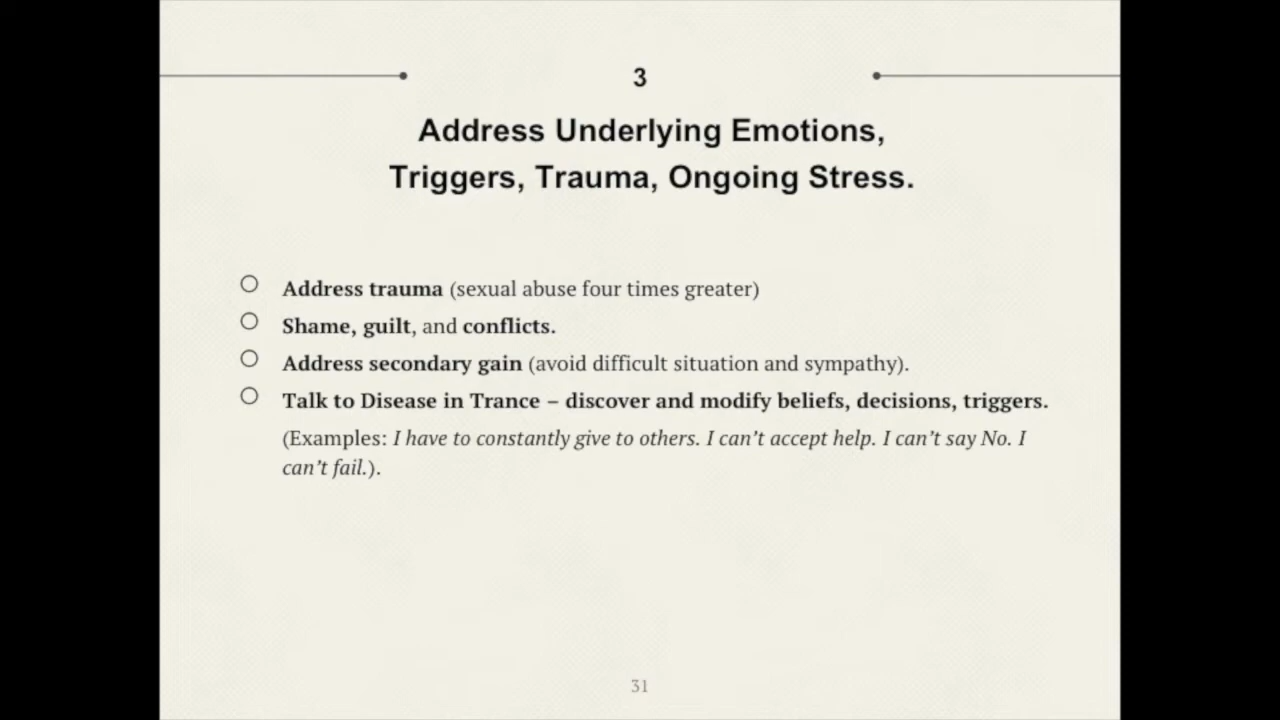 3
Address Underlying Emotions,
Triggers, Trauma, Ongoing Stress.
Address trauma (sexual abuse four times greater)
Shame, guilt, and conflicts.
Address secondary gain (avoid difficult situation and sympathy).
Talk to Disease in Trance – discover and modify beliefs, decisions, triggers.
(Examples: I have to constantly give to others. I can’t accept help. I can’t say No. I
can’t fail.).
31